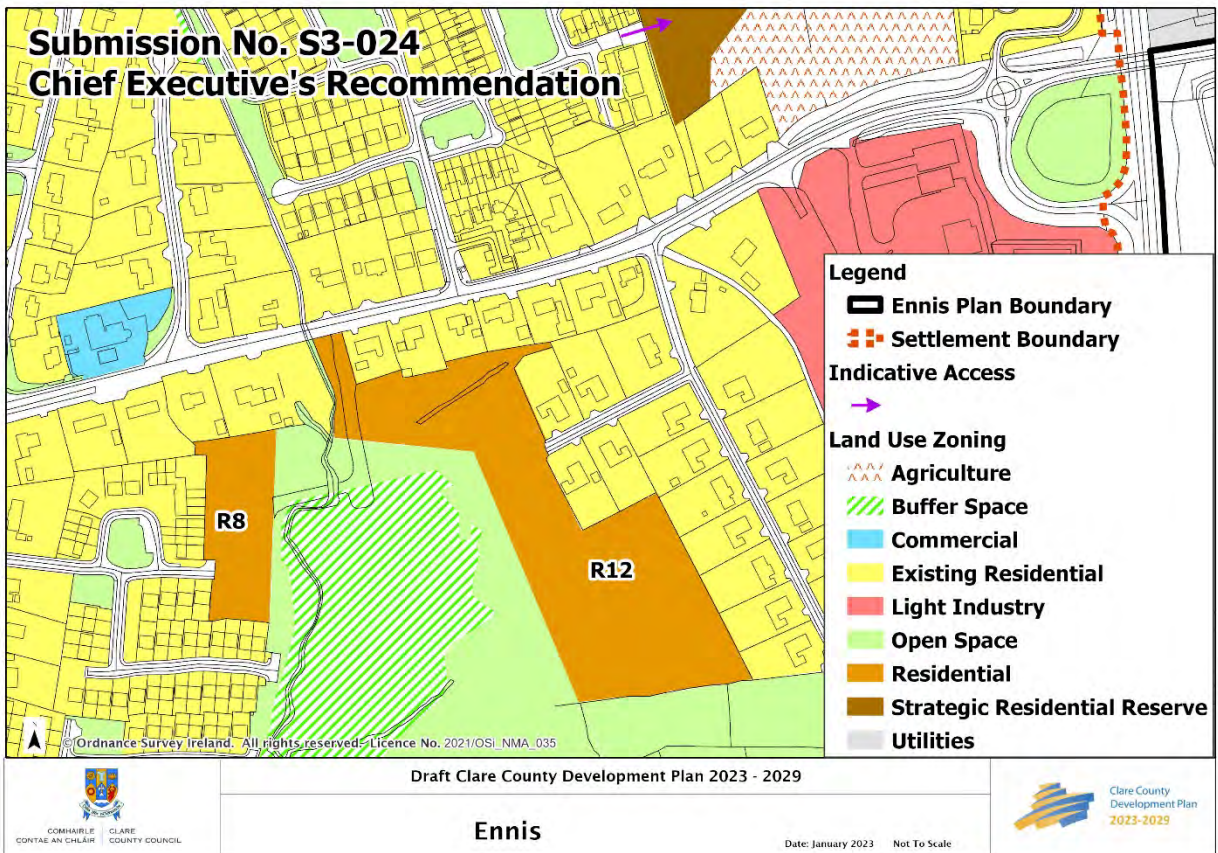 Submission No. S3-024
Chief Executive's Recommendation
R8
R12
Legend
Ennis Plan Boundary
Settlement Boundary
Indicative Access
Land Use Zoning
Agriculture
Buffer Space
Commercial
Existing Residential
Light Industry
Open Space
Residential
Strategic Residential Reserve
Utilities
© Ordnance Survey Ireland. All rights reserved. Licence No. 2021/OSi_NMA_035
COMHAIRLE CONTAE AN CHLÁIR
CLARE COUNTY COUNCIL
Draft Clare County Development Plan 2023 - 2029
Ennis
Date: January 2023 Not To Scale
Clare County
Development Plan
2023-2029